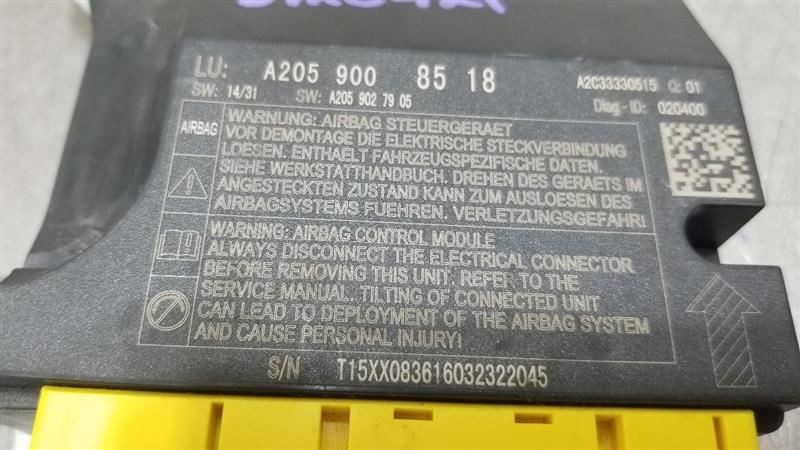 LU: A205 900 85 18
A2C33330515 Q: 01
SW: 14/31 SW: A205 902 79 05
Diag.-ID: 020400
AIRBAG
WARNUNG: AIRBAG STEUERGERAET
VOR DEMONTAGE DIE ELEKTRISCHE STECKVERBINDUNG
LOESEN. ENTHAELT FAHRZEUGSPEZIFISCHE DATEN.
SIEHE WERKSTATTHANDBUCH. DREHEN DES GERAETS IM
ANGESTECKTEN ZUSTAND KANN ZUM AUSLOESEN DES
AIRBAGSYSTEMS FUEHREN. VERLETZUNGSGEFAHR!
WARNING: AIRBAG CONTROL MODULE
ALWAYS DISCONNECT THE ELECTRICAL CONNECTOR
BEFORE REMOVING THIS UNIT. REFER TO THE
SERVICE MANUAL. TILTING OF CONNECTED UNIT
CAN LEAD TO DEPLOYMENT OF THE AIRBAG SYSTEM
AND CAUSE PERSONAL INJURY!
S/N T15XX083616032322045